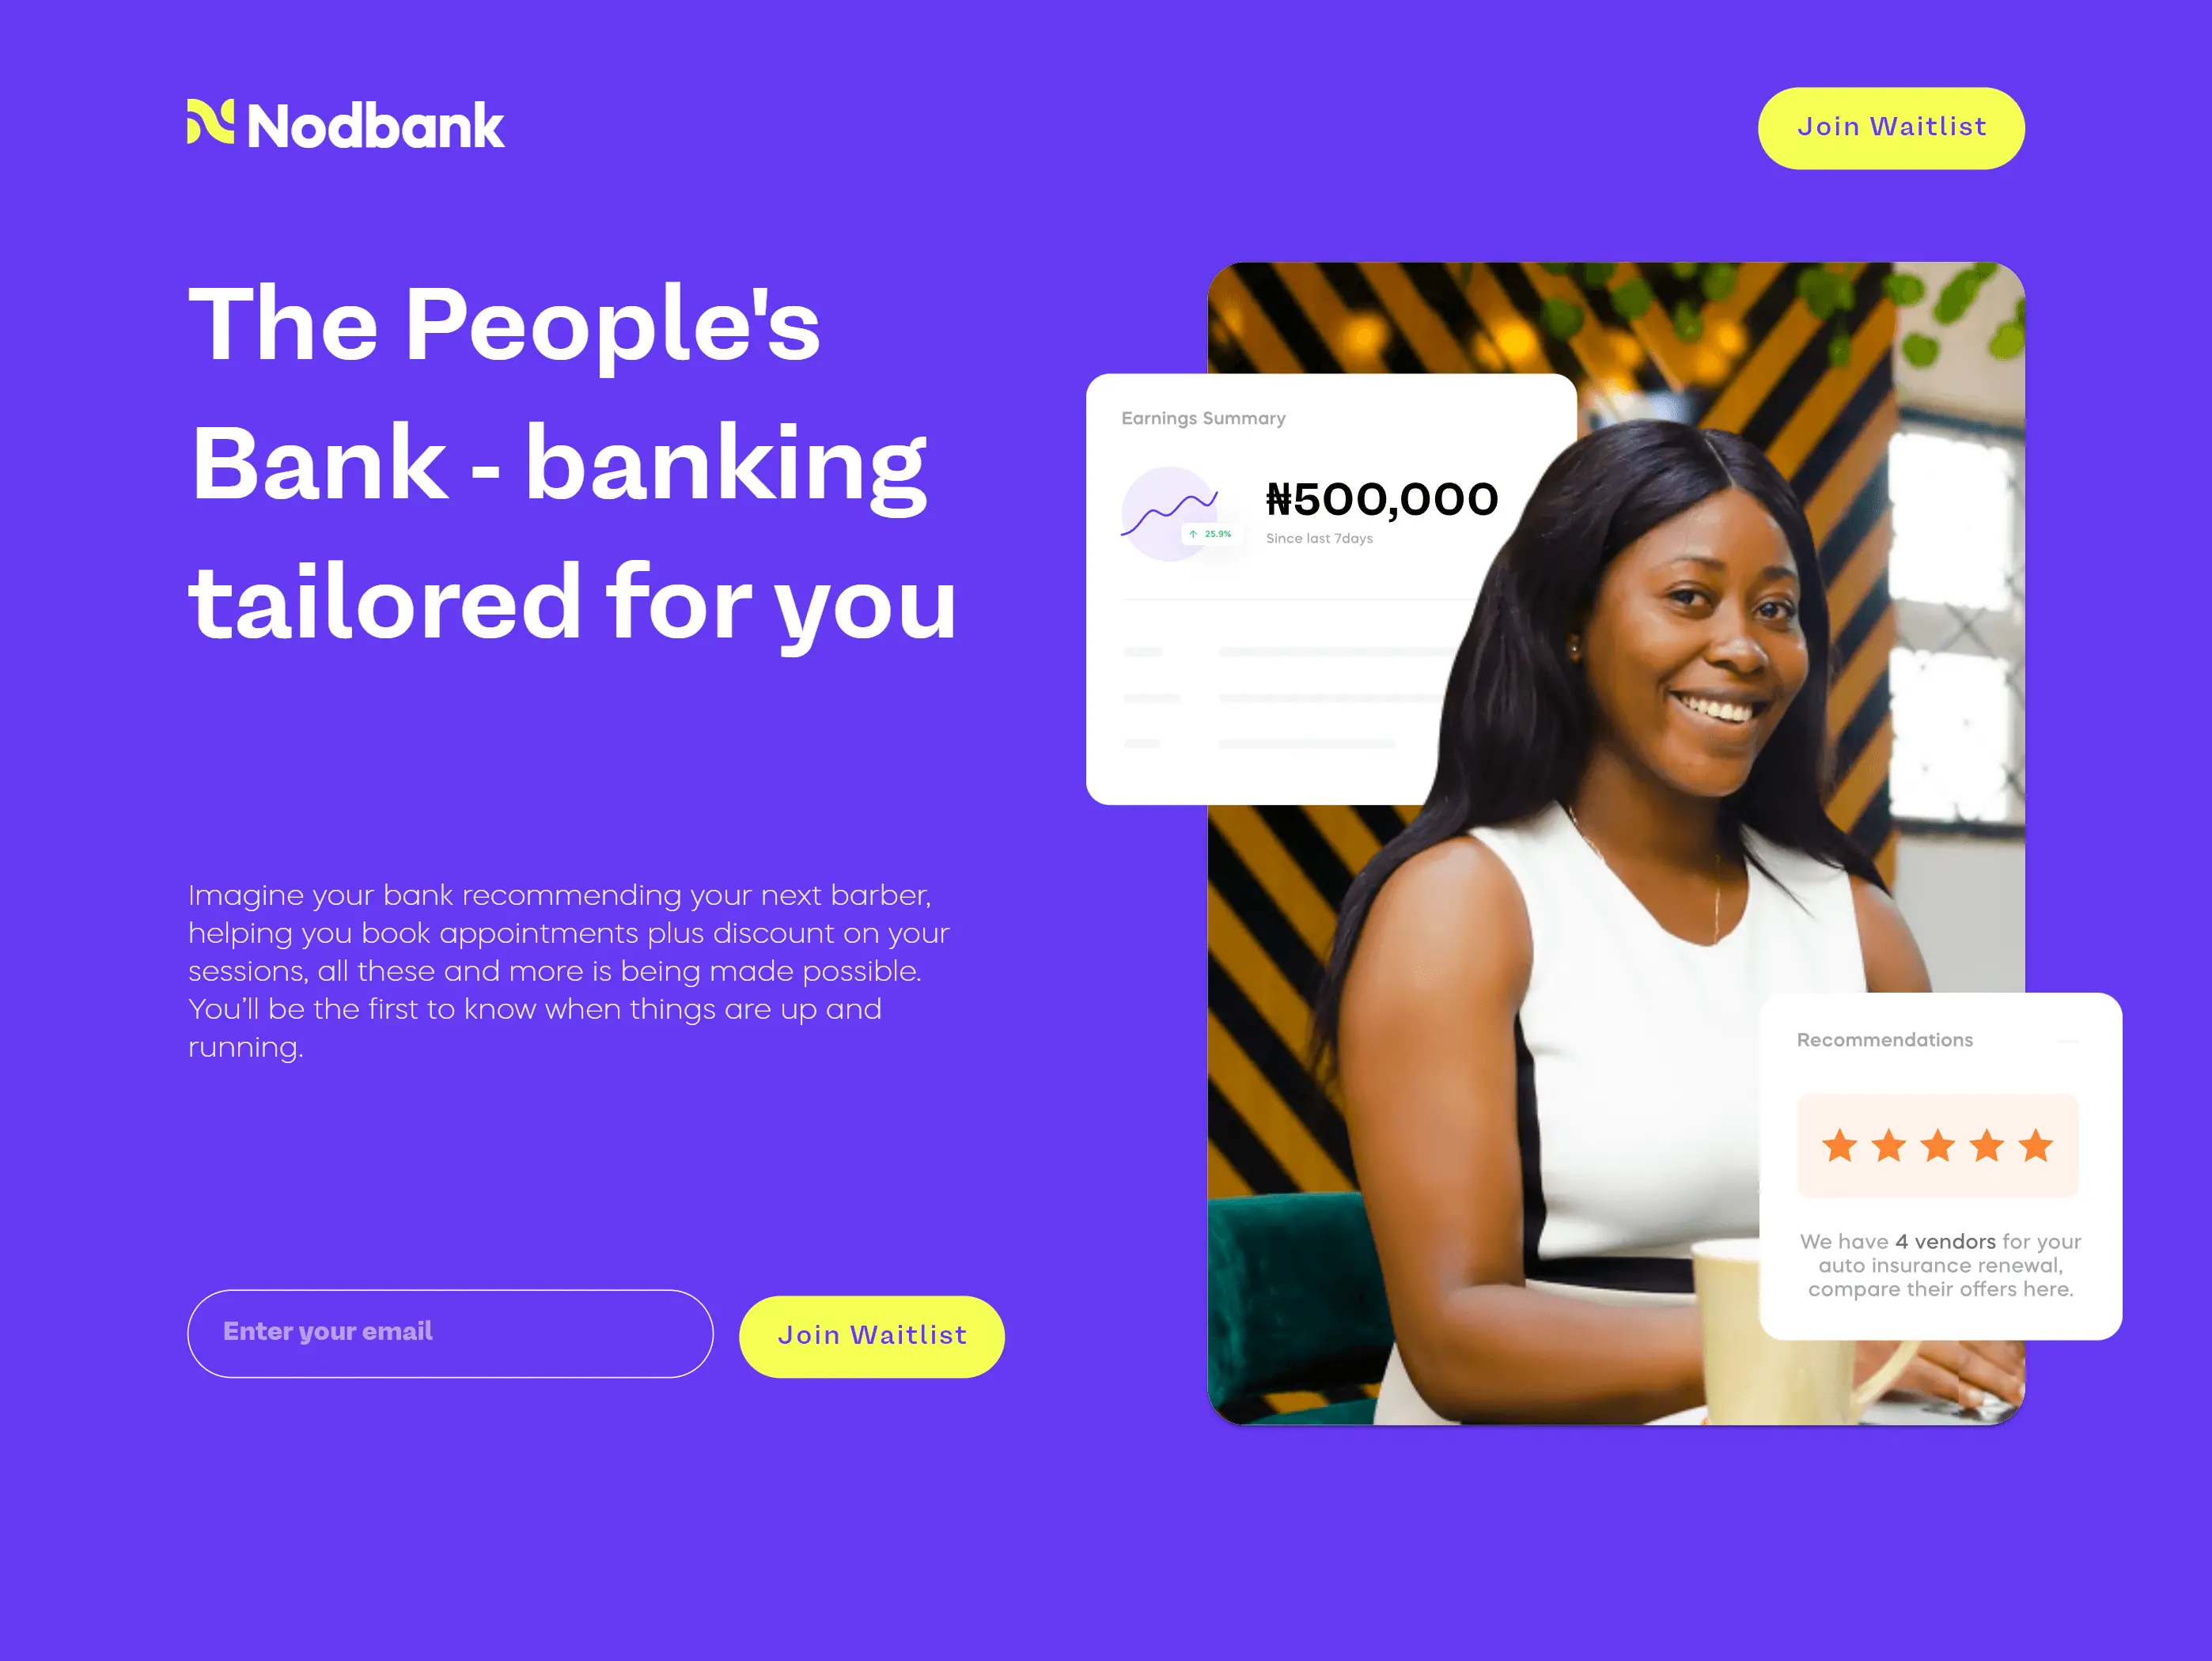 Nodbank
Join Waitlist
The People's
Bank - banking
tailored for you
Imagine your bank recommending your next barber,
helping you book appointments plus discount on your
sessions, all these and more is being made possible.
You’ll be the first to know when things are up and
running.
Enter your email
Join Waitlist
Earnings Summary
₦500,000
25.9%
Since last 7days
Recommendations
We have 4 vendors for your
auto insurance renewal,
compare their offers here.